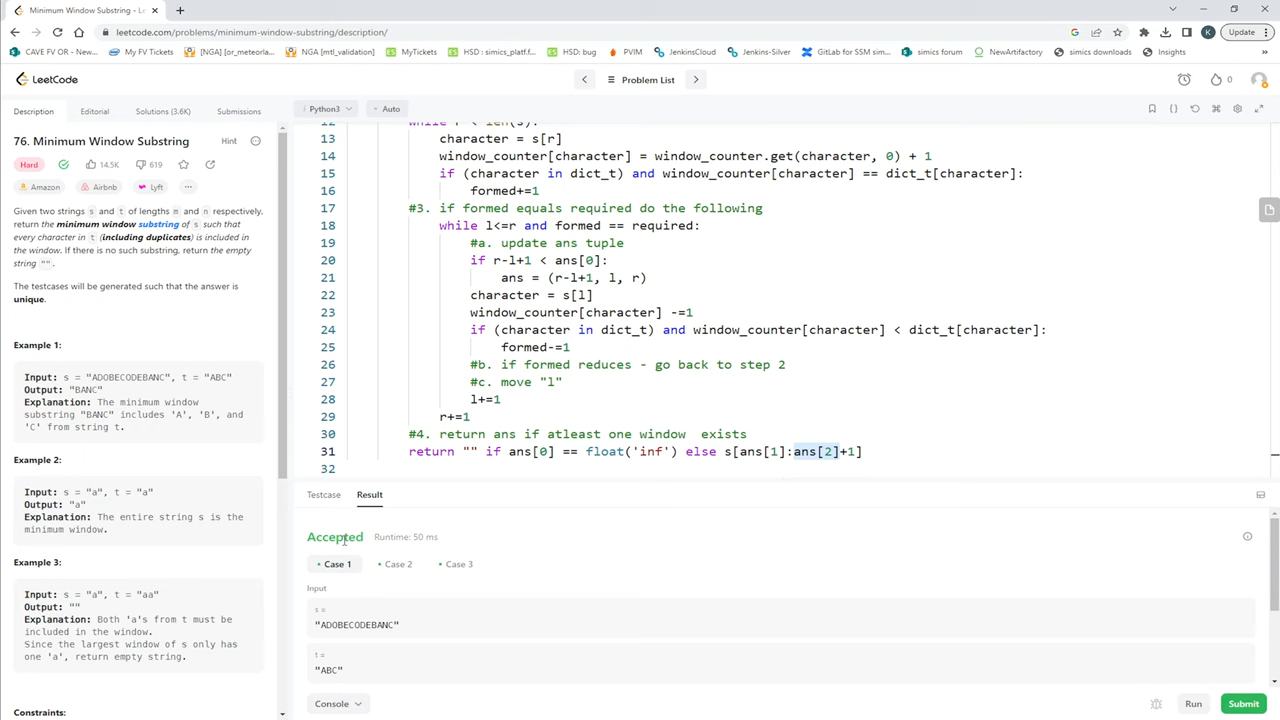 Minimum Window Substring - Le
leetcode.com/problems/minimum-window-substring/description/
K
Update
CAVE FV OR - New...
My FV Tickets
[NGA] [or_meteorla...
NGA [mtl_validation]
MyTickets
HSD : simics_platf...
HSD: bug
PVIM
JenkinsCloud
Jenkins-Silver
GitLab for SSM sim...
simics forum
NewArtifactory
simics downloads
Insights
»
LeetCode
Problem List
0
Description
Editorial
Solutions (3.6K)
Submissions
Python3
Auto
76. Minimum Window Substring
Hint
Hard
14.5K
619
Amazon
Airbnb
Lyft
Given two strings s and t of lengths m and n respectively,
return the minimum window substring of s such that
every character in t (including duplicates) is included in
the window. If there is no such substring, return the empty
string "".
The testcases will be generated such that the answer is
unique.
Example 1:
Input: s = "ADOBECODEBANC", t = "ABC"
Output: "BANC"
Explanation: The minimum window
substring "BANC" includes 'A', 'B', and
'C' from string t.
Example 2:
Input: s = "a", t = "a"
Output: "a"
Explanation: The entire string s is the
minimum window.
Example 3:
Input: s = "a", t = "aa"
Output: ""
Explanation: Both 'a's from t must be
included in the window.
Since the largest window of s only has
one 'a', return empty string.
Constraints:
12 while r < len(s):
13 character = s[r]
14 window_counter[character] = window_counter.get(character, 0) + 1
15 if (character in dict_t) and window_counter[character] == dict_t[character]:
16 formed+=1
17 #3. if formed equals required do the following
18 while l<=r and formed == required:
19 #a. update ans tuple
20 if r-l+1 < ans[0]:
21 ans = (r-l+1, l, r)
22 character = s[l]
23 window_counter[character] -=1
24 if (character in dict_t) and window_counter[character] < dict_t[character]:
25 formed-=1
26 #b. if formed reduces - go back to step 2
27 #c. move "l"
28 l+=1
29 r+=1
30 #4. return ans if atleast one window exists
31 return "" if ans[0] == float('inf') else s[ans[1]:ans[2]+1]
32
Testcase
Result
Accepted
Runtime: 50 ms
Case 1
Case 2
Case 3
Input
s =
"ADOBECODEBANC"
t =
"ABC"
Console
Run
Submit